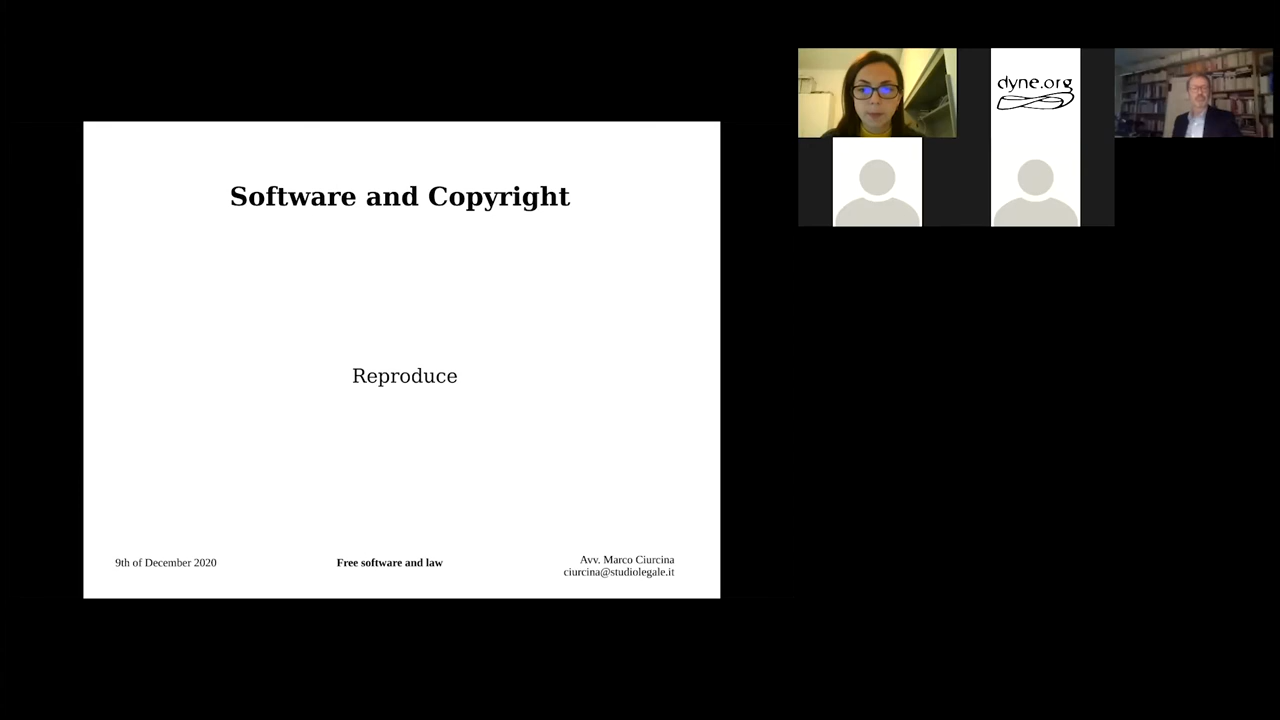 dyne.org
Software and Copyright
Reproduce
9th of December 2020
Free software and law
Avv. Marco Ciurcina
ciurcina@studiolegale.it